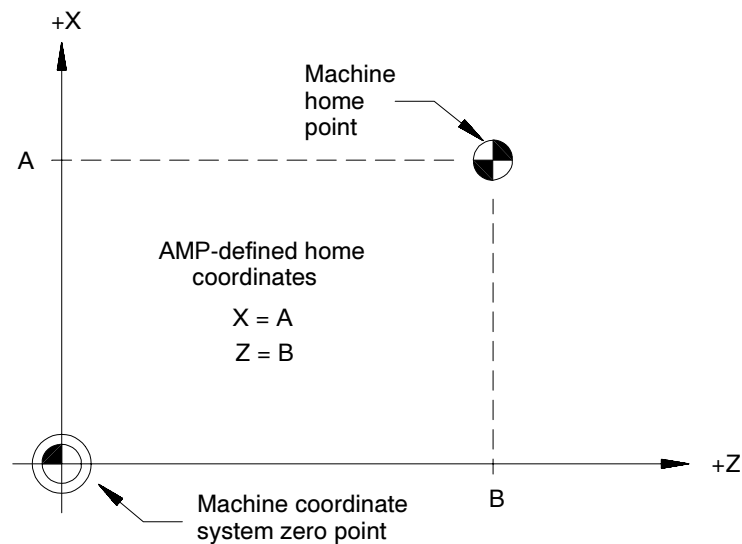 +X
Machine
home
point
A
AMP-defined home
coordinates
X = A
Z = B
+Z
B
Machine coordinate
system zero point